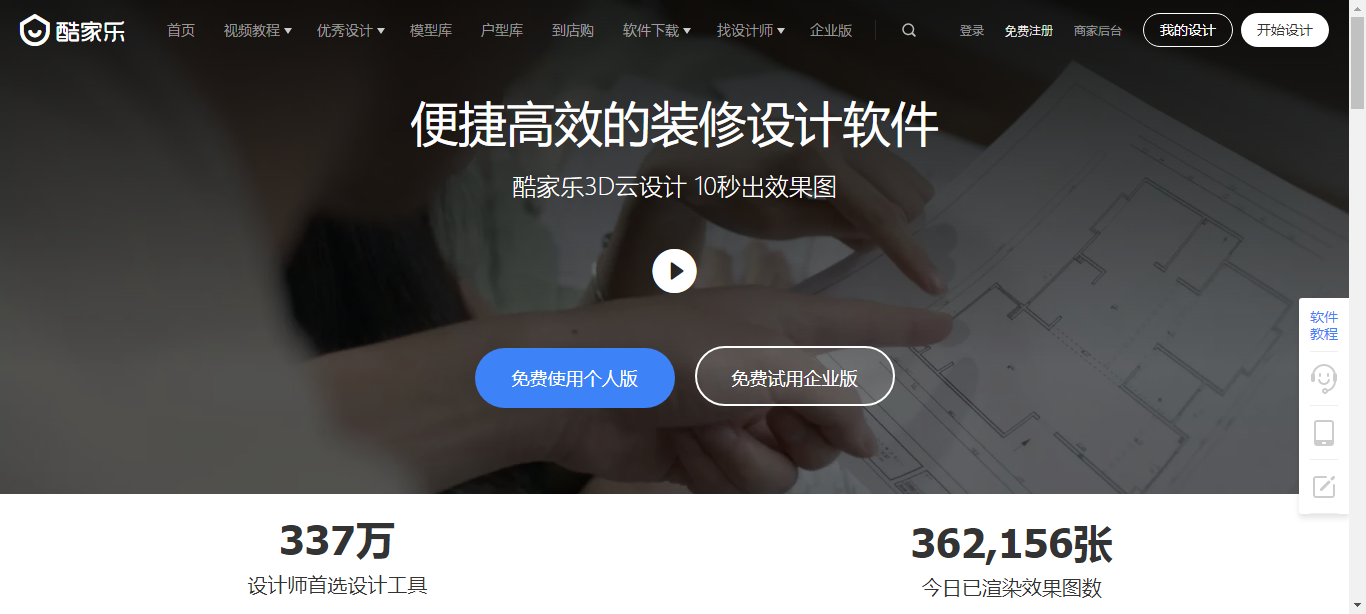 酷家乐 首页 视频教程 优秀设计 模型库 户型库 到店购 软件下载 找设计师 企业版 登录 免费注册 商家后台 我的设计 开始设计
便捷高效的装修设计软件
酷家乐3D云设计 10秒出效果图
免费使用个人版 免费试用企业版
软件
教程
337万
设计师首选设计工具
362,156张
今日已渲染效果图数